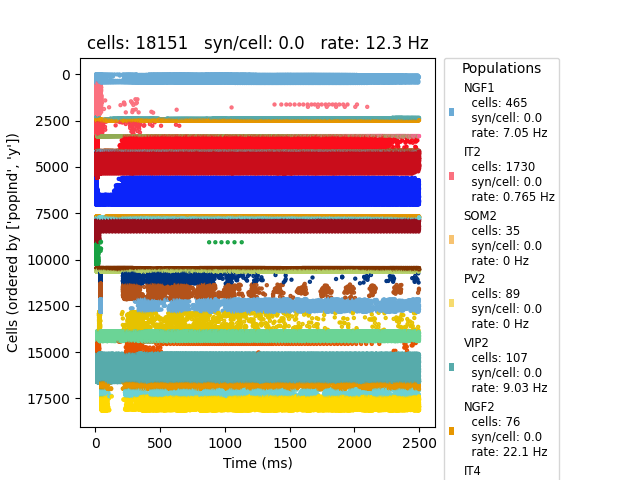 cells: 18151   syn/cell: 0.0   rate: 12.3 Hz
Cells (ordered by ['popInd', 'y'])
0
2500
5000
7500
10000
12500
15000
17500
0
500
1000
1500
2000
2500
Time (ms)
Populations
NGF1
cells: 465
syn/cell: 0.0
rate: 7.05 Hz
IT2
cells: 1730
syn/cell: 0.0
rate: 0.765 Hz
SOM2
cells: 35
syn/cell: 0.0
rate: 0 Hz
PV2
cells: 89
syn/cell: 0.0
rate: 0 Hz
VIP2
cells: 107
syn/cell: 0.0
rate: 9.03 Hz
NGF2
cells: 76
syn/cell: 0.0
rate: 22.1 Hz
IT4